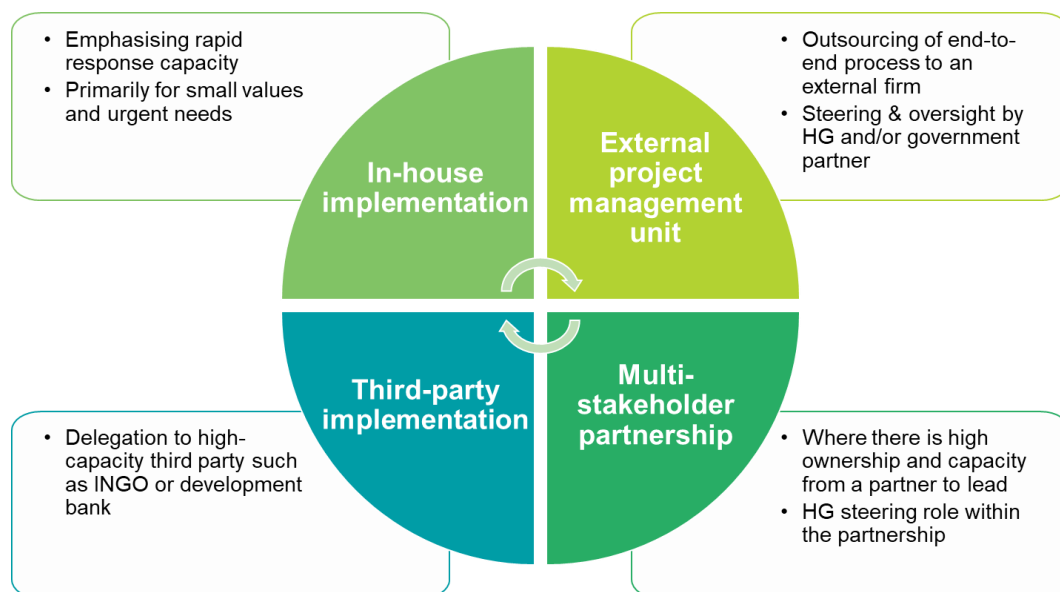 • Emphasising rapid
response capacity
• Primarily for small values
and urgent needs
In-house
implementation
External
project
management
unit
• Outsourcing of end-to-
end process to an
external firm
• Steering & oversight by
HG and/or government
partner
Third-party
implementation
• Delegation to high-
capacity third party such
as INGO or development
bank
Multi-
stakeholder
partnership
• Where there is high
ownership and capacity
from a partner to lead
• HG steering role within
the partnership